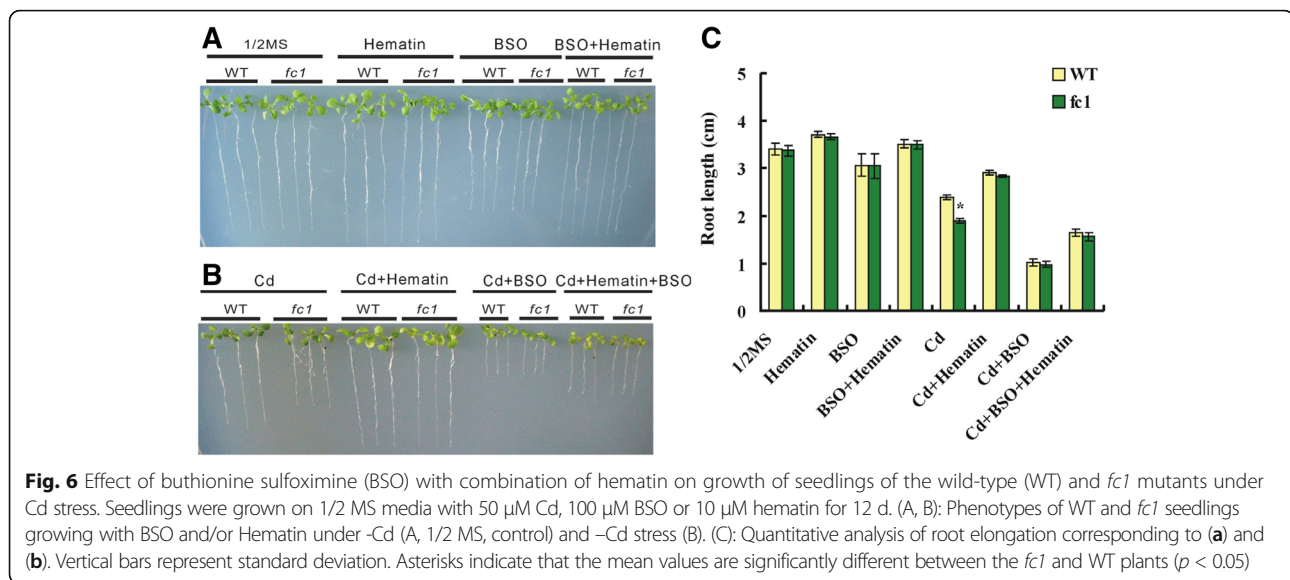 A
1/2MS Hematin BSO BSO+Hematin
WT fc1 WT fc1 WT fc1 WT fc1
B
Cd Cd+Hematin Cd+BSO Cd+Hematin+BSO
WT fc1 WT fc1 WT fc1 WT fc1
C
WT
fc1
Root length (cm)
5
4
3
2
1
0
*
1/2MS
Hematin
BSO
BSO+Hematin
Cd
Cd+Hematin
Cd+BSO
Cd+BSO+Hematin
Fig. 6 Effect of buthionine sulfoximine (BSO) with combination of hematin on growth of seedlings of the wild-type (WT) and fc1 mutants under
Cd stress. Seedlings were grown on 1/2 MS media with 50 μM Cd, 100 μM BSO or 10 μM hematin for 12 d. (A, B): Phenotypes of WT and fc1 seedlings
growing with BSO and/or Hematin under -Cd (A, 1/2 MS, control) and –Cd stress (B). (C): Quantitative analysis of root elongation corresponding to (a) and
(b). Vertical bars represent standard deviation. Asterisks indicate that the mean values are significantly different between the fc1 and WT plants (p < 0.05)